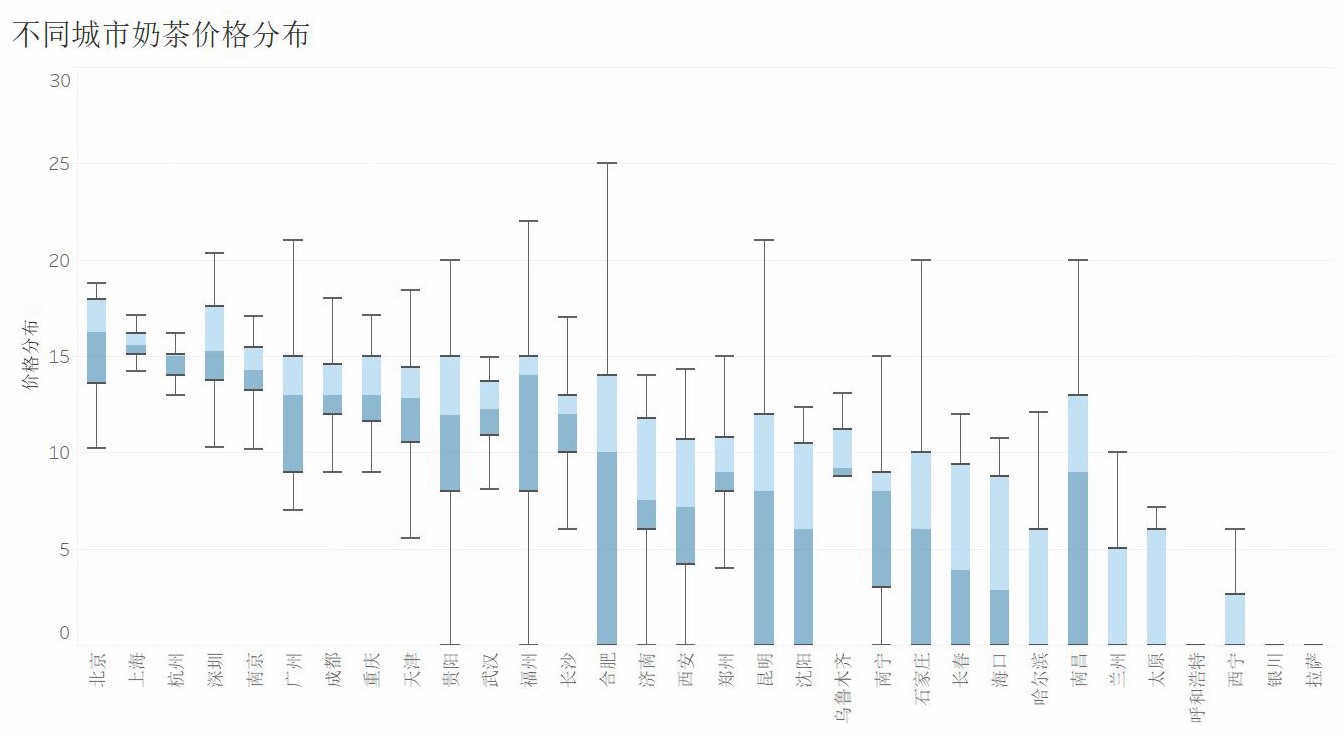 不同城市奶茶价格分布
30
25
20
15
10
5
0
价格分布
北京
上海
杭州
深圳
南京
广州
成都
重庆
天津
贵阳
武汉
福州
长沙
合肥
济南
西安
郑州
昆明
沈阳
乌鲁木齐
南宁
石家庄
长春
海口
哈尔滨
南昌
兰州
太原
呼和浩特
西宁
银川
拉萨